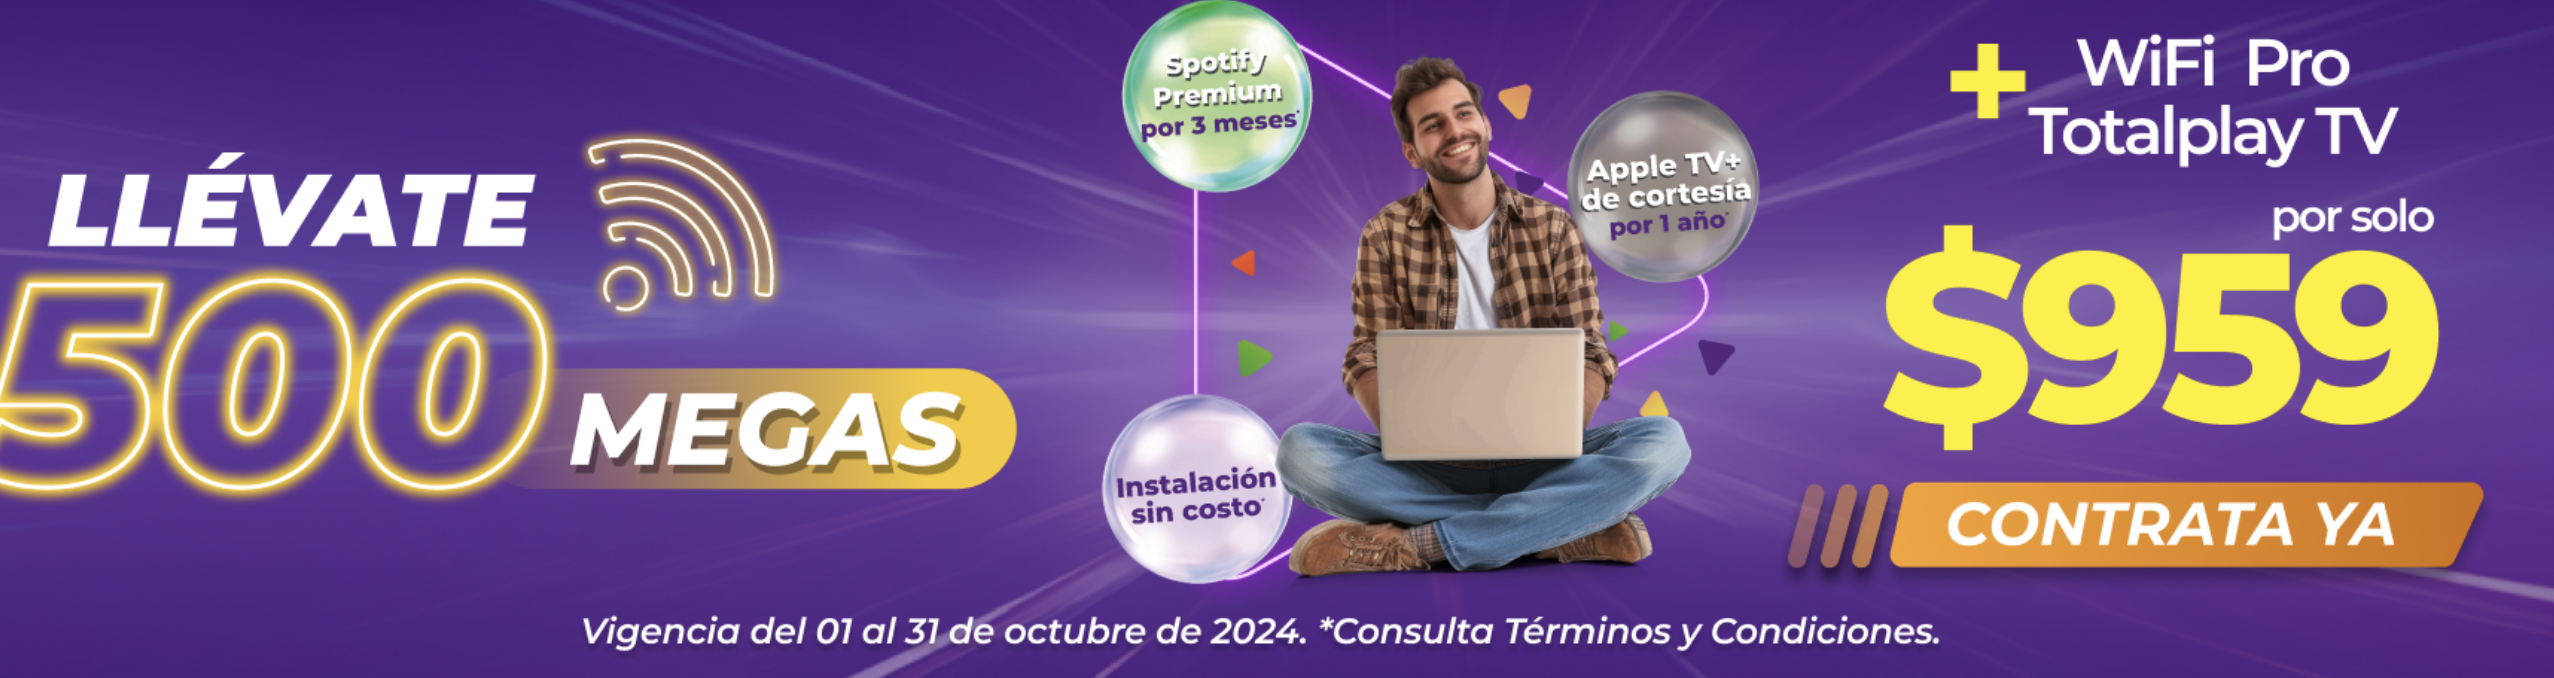 LLÉVATE
500
MEGAS
Spotify
Premium
por 3 meses*
Apple TV+
de cortesía
por 1 año*
Instalación
sin costo*
+ WiFi Pro
Totalplay TV
por solo
$959
CONTRATA YA
Vigencia del 01 al 31 de octubre de 2024. *Consulta Términos y Condiciones.